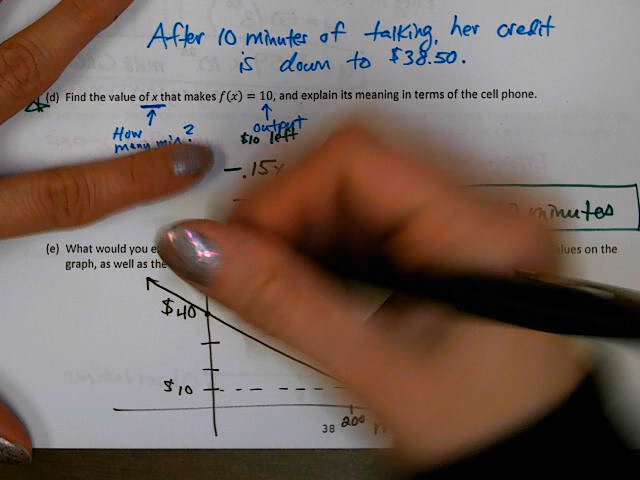 After 10 minutes of talking, her credit
is down to $38.50.
(d) Find the value of x that makes f(x) = 10, and explain its meaning in terms of the cell phone.
How many min?
output
$10 left
-.15x
minutes
(e) What would you
on the
graph, as well as the
$40
$10
38
200